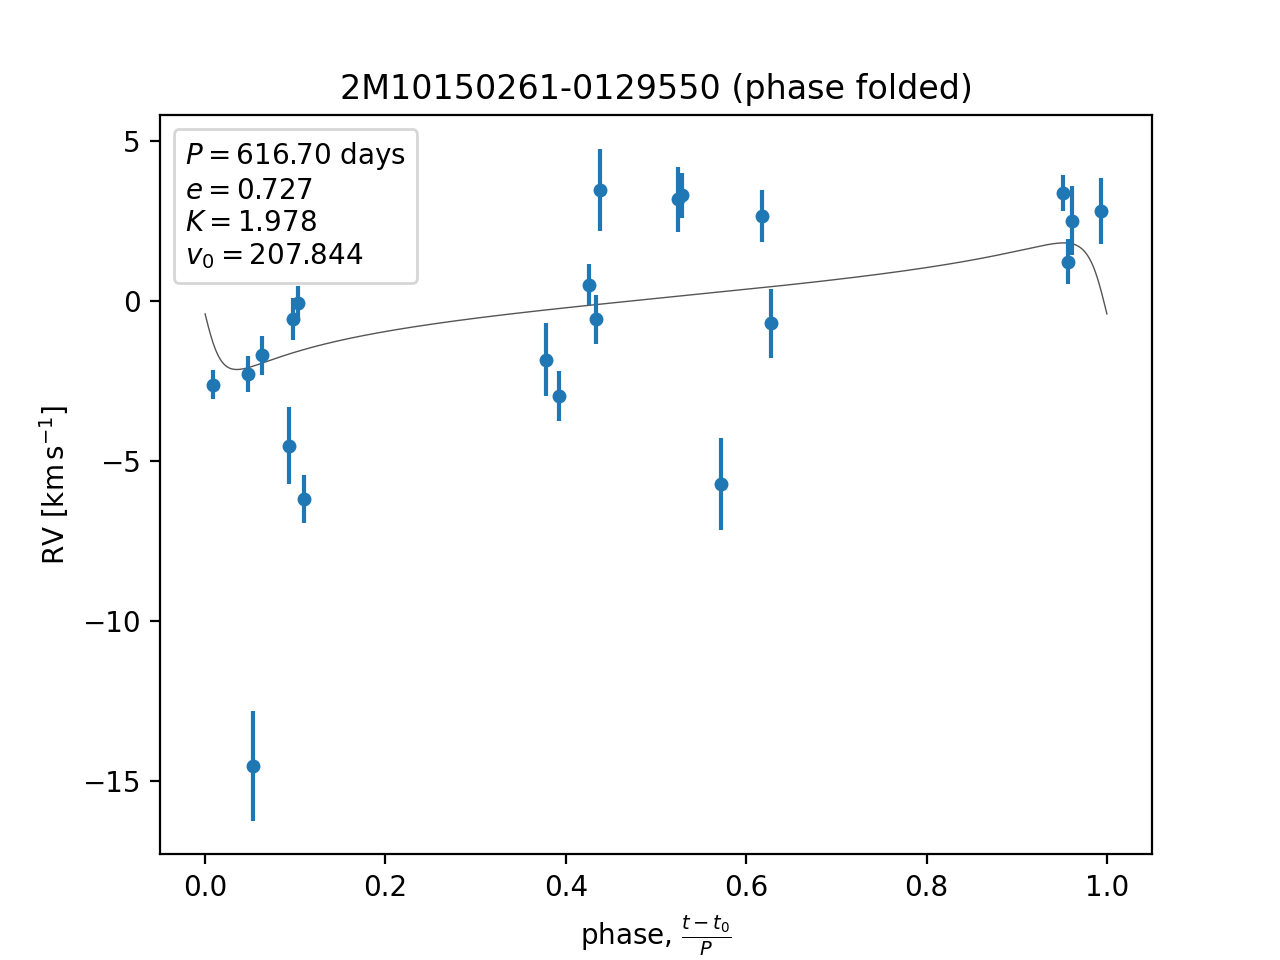 2M10150261-0129550 (phase folded)
P = 616.70 days
e = 0.727
K = 1.978
v₀ = 207.844
5
0
−5
−10
−15
RV [km s⁻¹]
0.0 0.2 0.4 0.6 0.8 1.0
phase, (t − t₀)/P